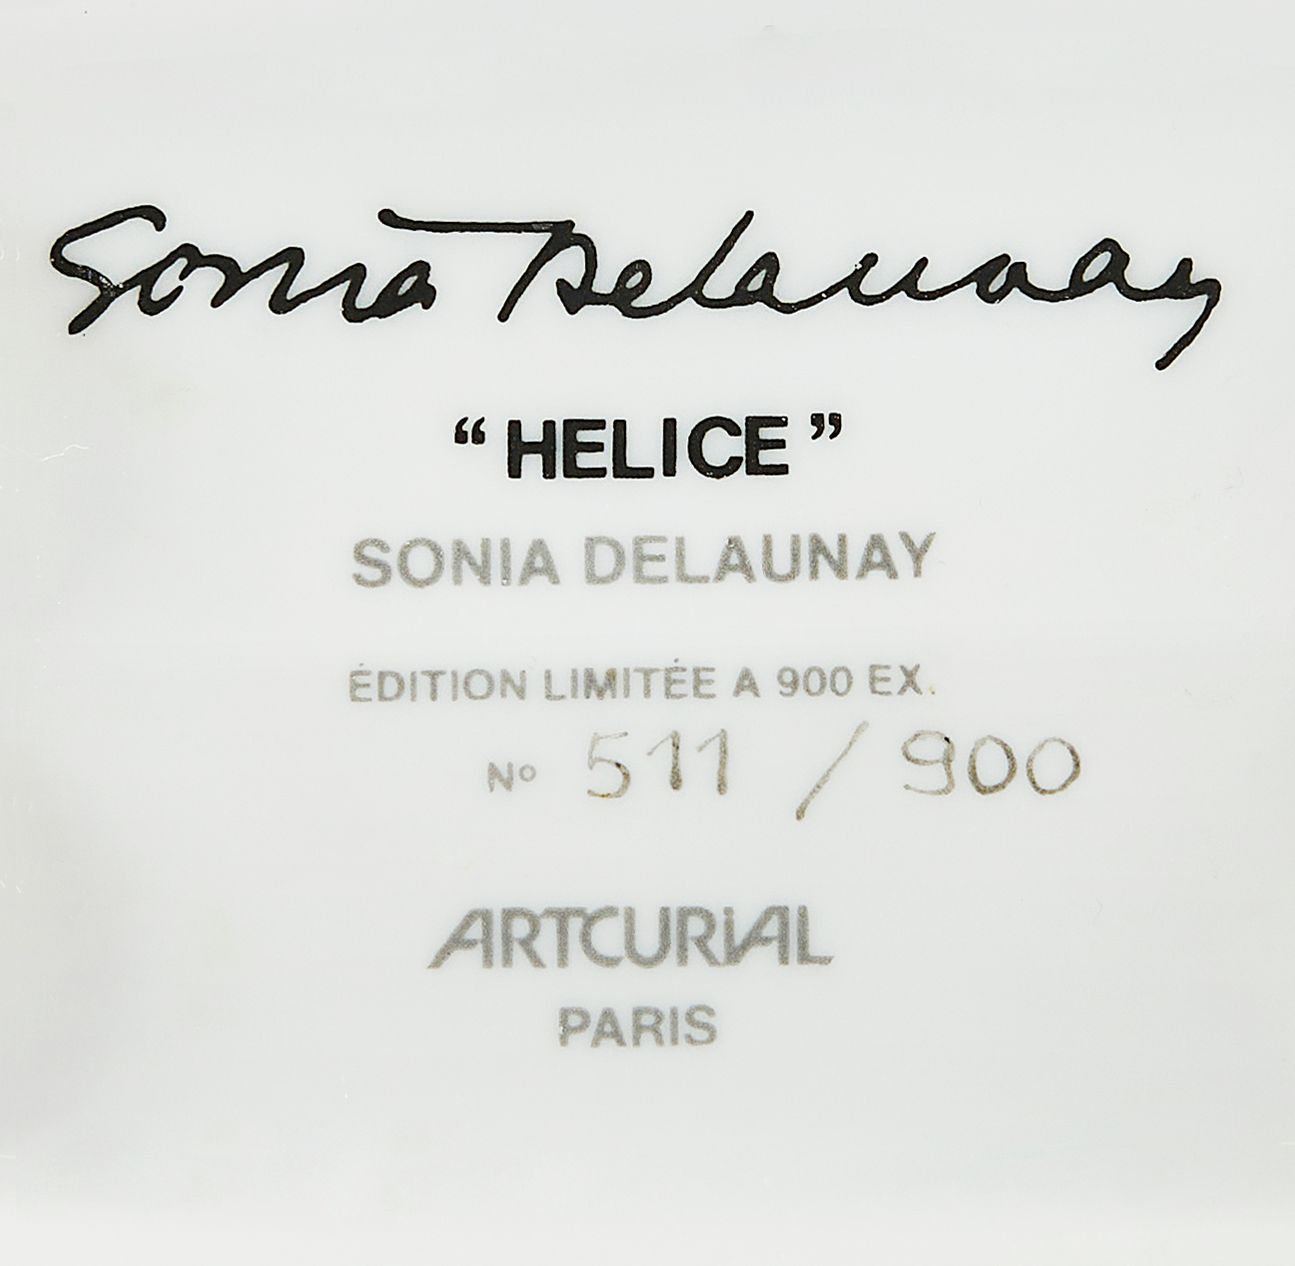 Sonia Delaunay
“HELICE”
SONIA DELAUNAY
ÉDITION LIMITÉE A 900 EX.
Nº 511 / 900
ARTCURIAL
PARIS